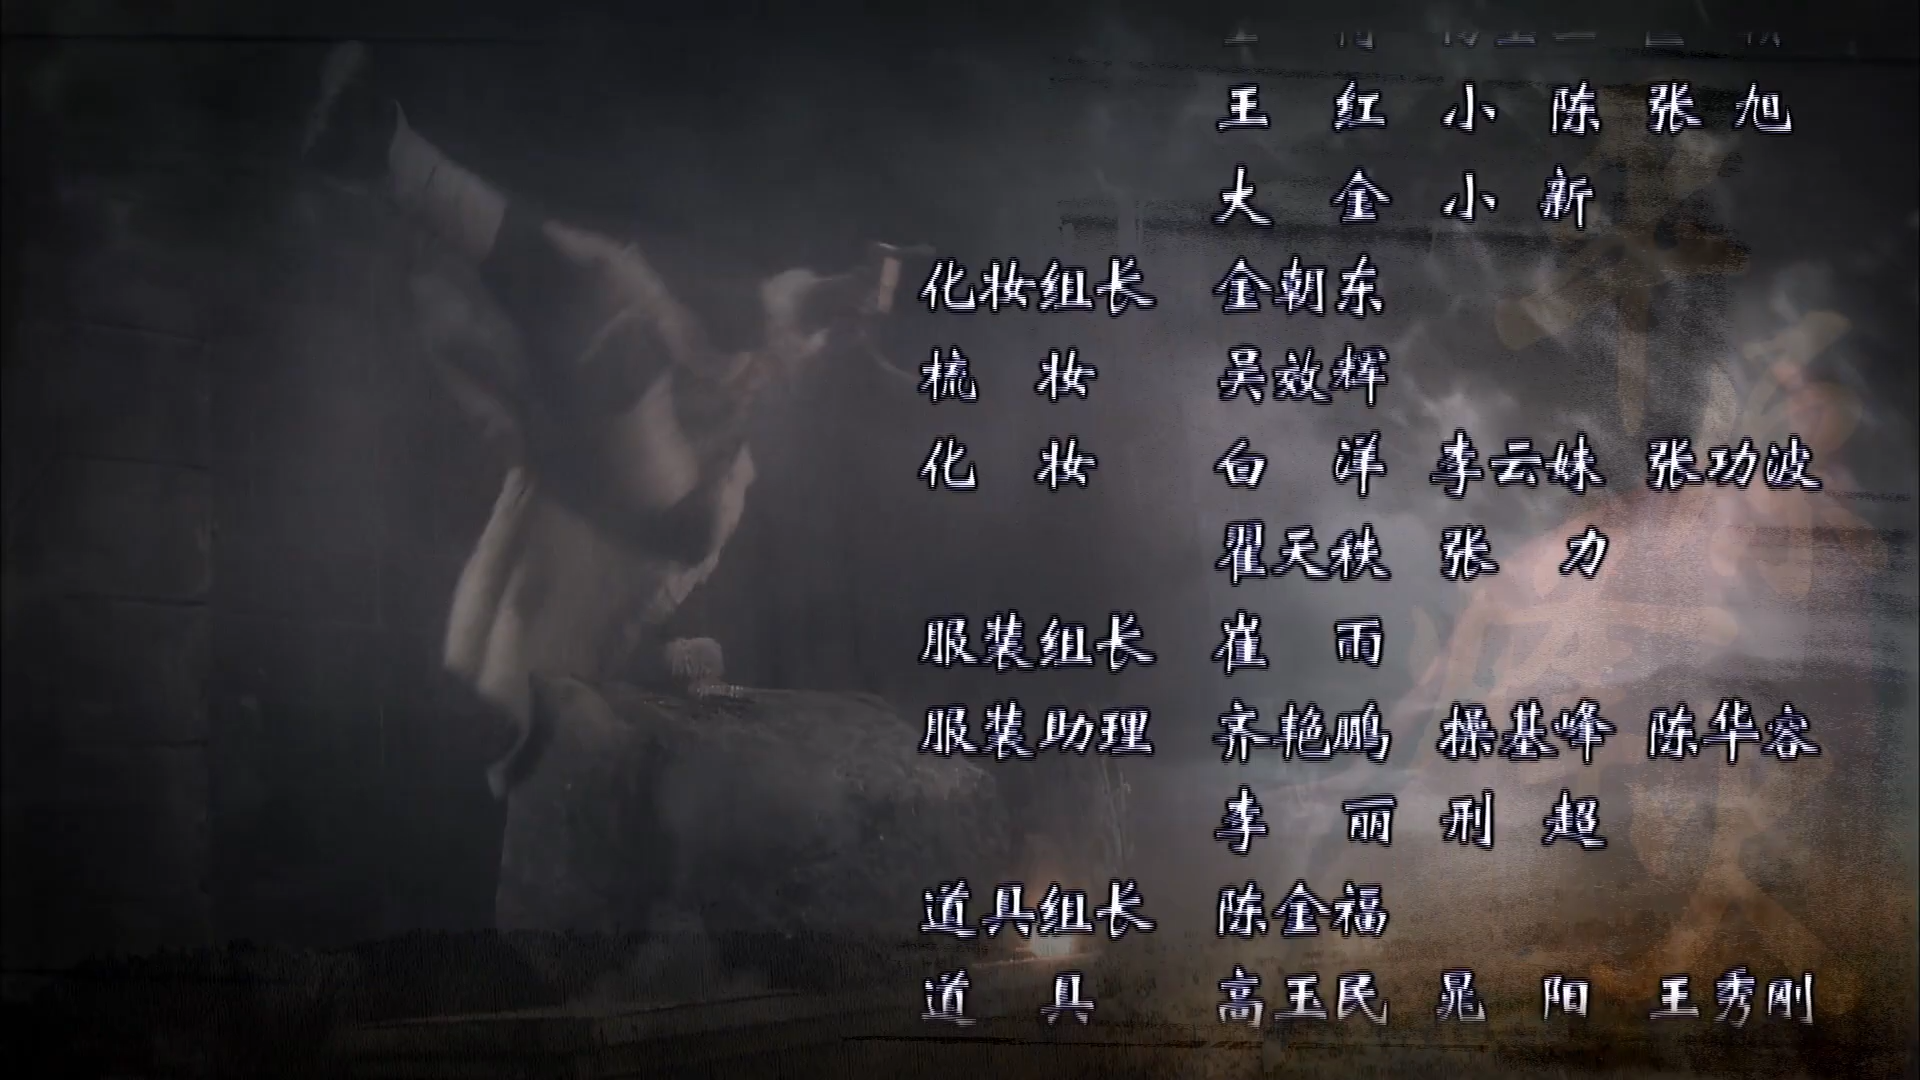 王 红 小 陈 张 旭
大 金 小 新
化妆组长 金朝东
梳 妆 吴效辉
化 妆 白 洋 李云妹 张功波
翟天秩 张 力
服装组长 崔 雨
服装助理 齐艳鹏 操基峰 陈华容
李 丽 刑 超
道具组长 陈全福
道 具 高玉民 晁 阳 王秀刚